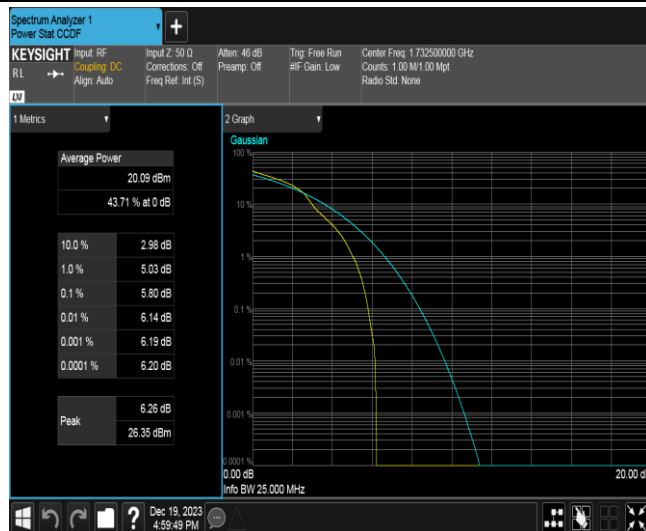 Spectrum Analyzer 1
Power Stat CCDF
+
KEYSIGHT
RL
Input: RF
Coupling: DC
Align: Auto
Input Z: 50 Ω
Corrections: Off
Freq Ref: Int (S)
Atten: 46 dB
Preamp: Off
Trig: Free Run
#IF Gain: Low
Center Freq: 1.732500000 GHz
Counts: 1.00 M/1.00 Mpt
Radio Std: None
1 Metrics
Average Power
20.09 dBm
43.71 % at 0 dB
10.0 % 2.98 dB
1.0 % 5.03 dB
0.1 % 5.80 dB
0.01 % 6.14 dB
0.001 % 6.19 dB
0.0001 % 6.20 dB
Peak
6.26 dB
26.35 dBm
2 Graph
Gaussian
100 %
10 %
1 %
0.1 %
0.01 %
0.001 %
0.0001 %
0.00 dB
20.00 d
Info BW 25.000 MHz
?
Dec 19, 2023
4:59:49 PM